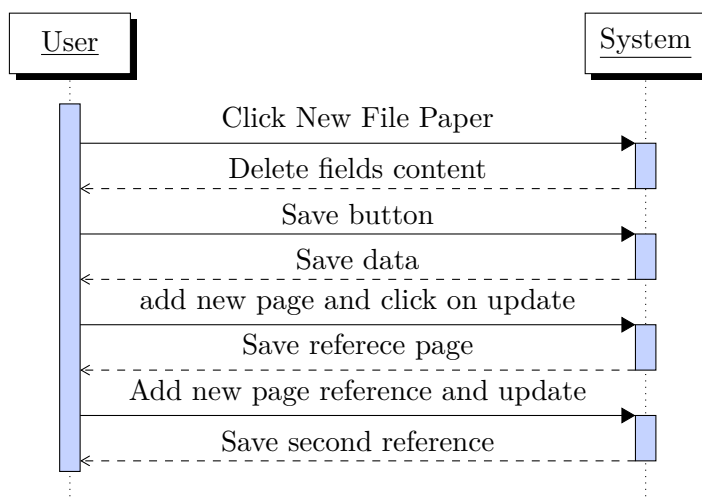 User
System
Click New File Paper
Delete fields content
Save button
Save data
add new page and click on update
Save referece page
Add new page reference and update
Save second reference